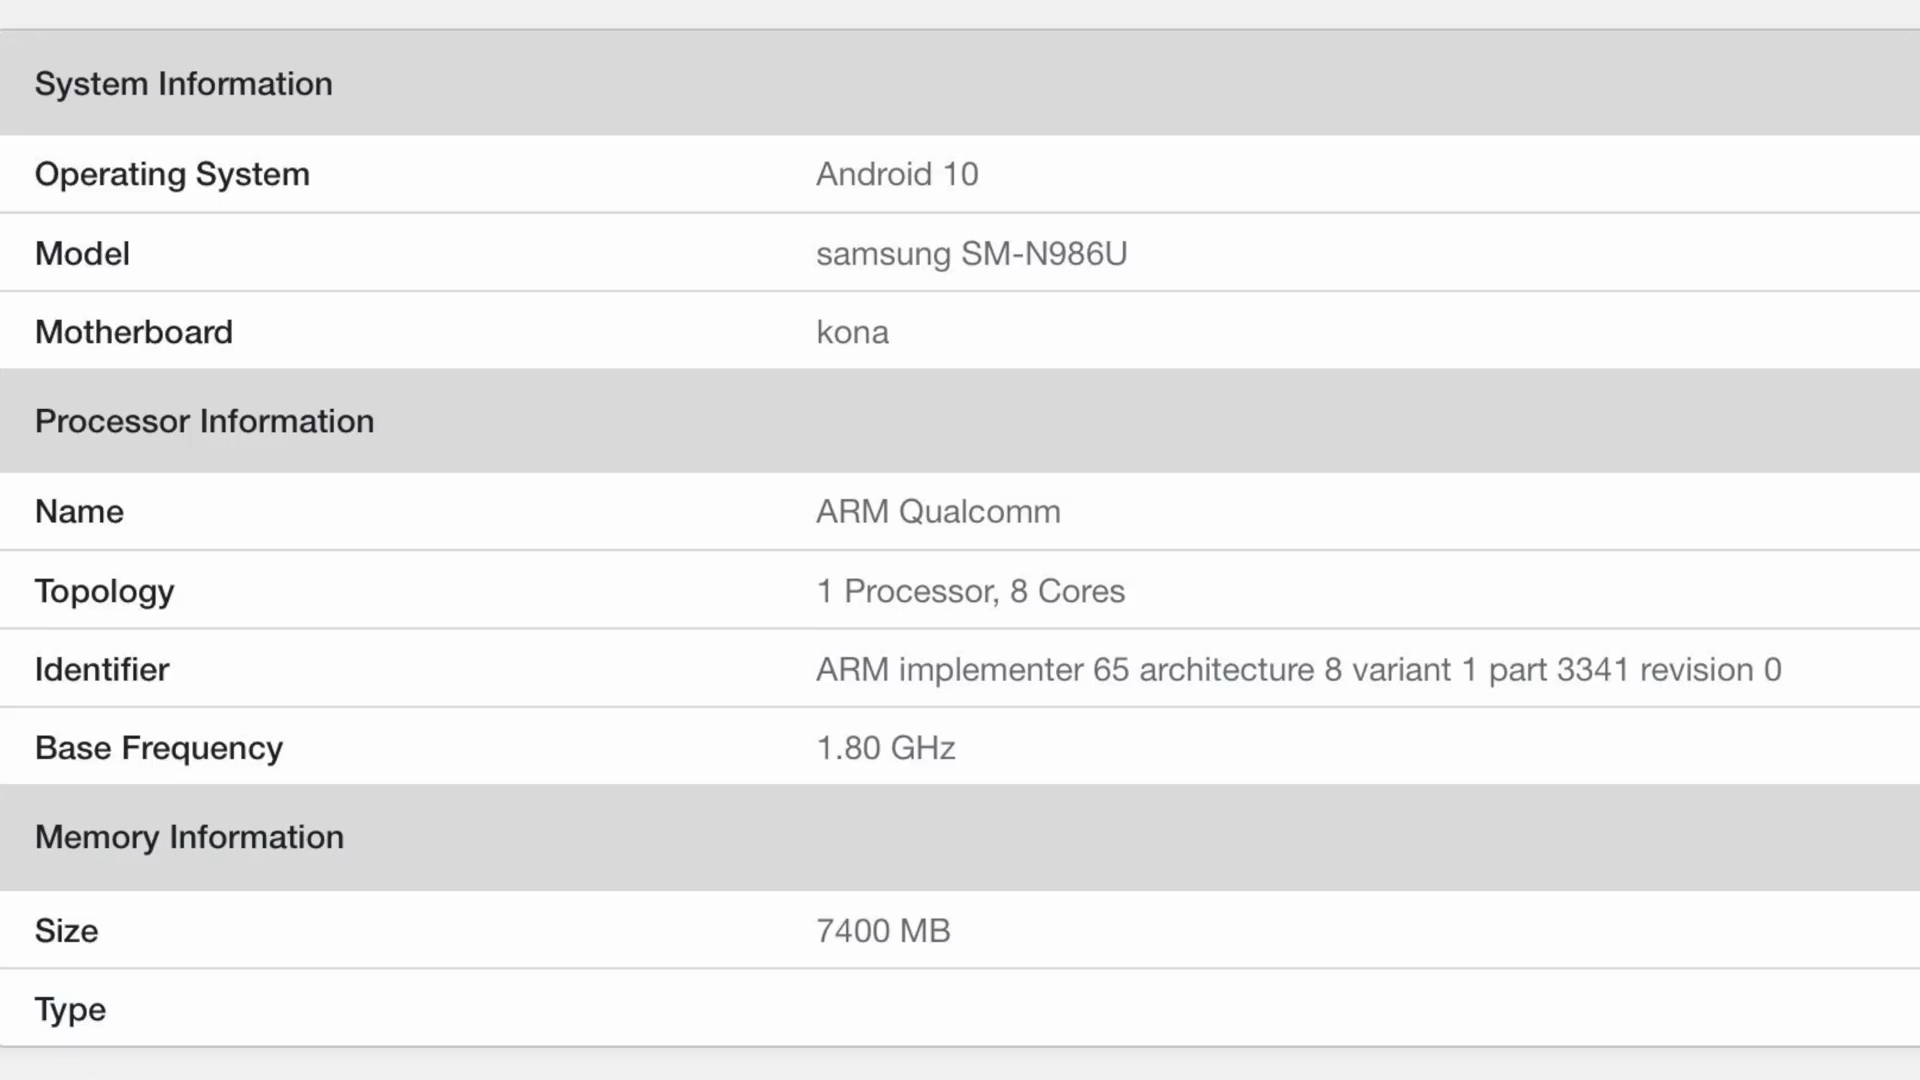 System Information
Operating System Android 10
Model samsung SM-N986U
Motherboard kona
Processor Information
Name ARM Qualcomm
Topology 1 Processor, 8 Cores
Identifier ARM implementer 65 architecture 8 variant 1 part 3341 revision 0
Base Frequency 1.80 GHz
Memory Information
Size 7400 MB
Type